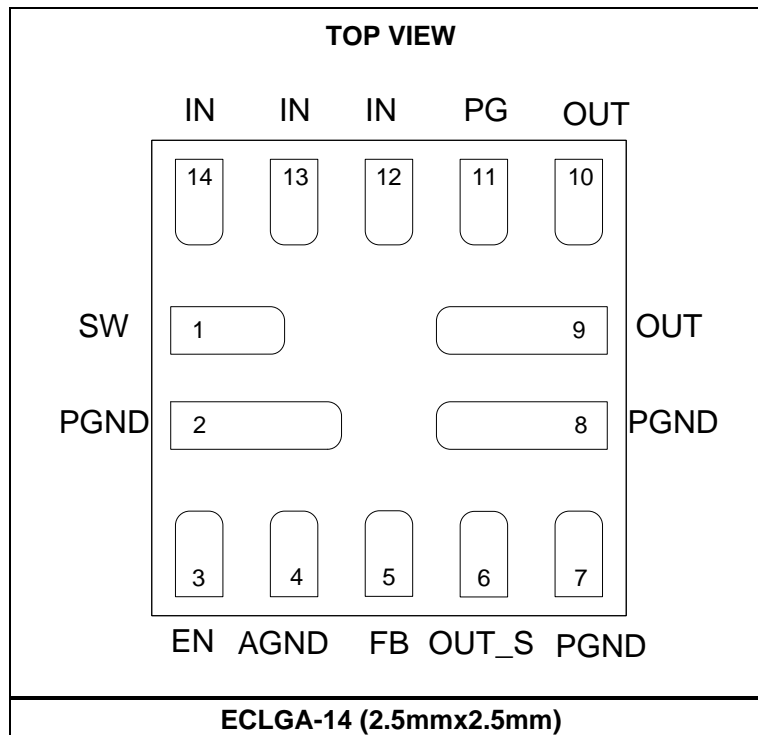 TOP VIEW
IN IN IN PG OUT
14 13 12 11 10
SW 1 9 OUT
PGND 2 8 PGND
3 4 5 6 7
EN AGND FB OUT_S PGND
ECLGA-14 (2.5mmx2.5mm)